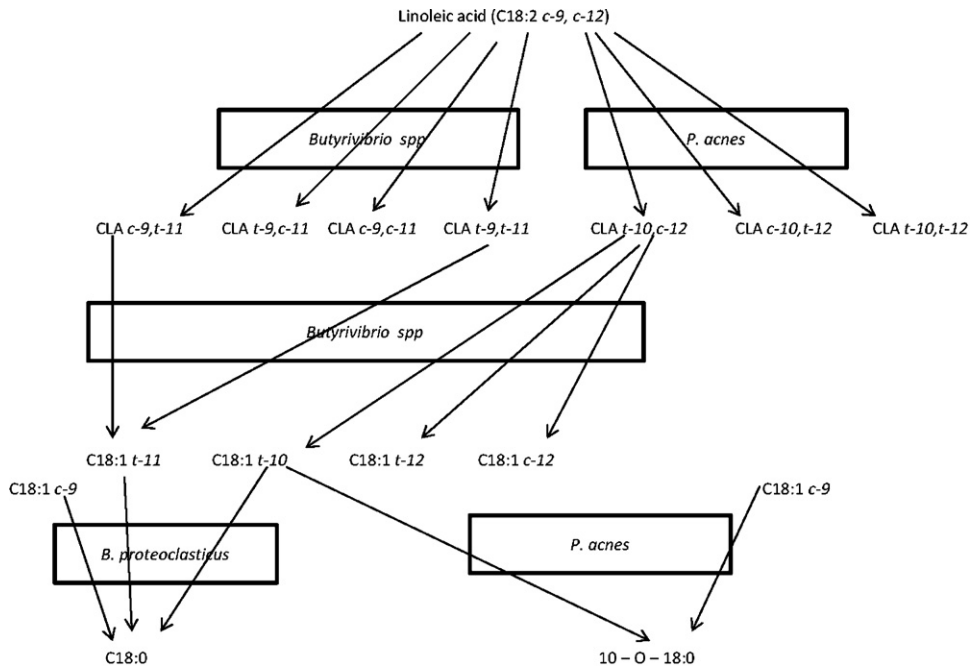 Linoleic acid (C18:2 c-9, c-12)
Butyrivibrio spp
P. acnes
CLA c-9,t-11
CLA t-9,c-11
CLA c-9,c-11
CLA t-9,t-11
CLA t-10,c-12
CLA c-10,t-12
CLA t-10,t-12
Butyrivibrio spp
C18:1 t-11
C18:1 t-10
C18:1 t-12
C18:1 c-12
C18:1 c-9
C18:1 c-9
B. proteoclasticus
P. acnes
C18:0
10 – O – 18:0